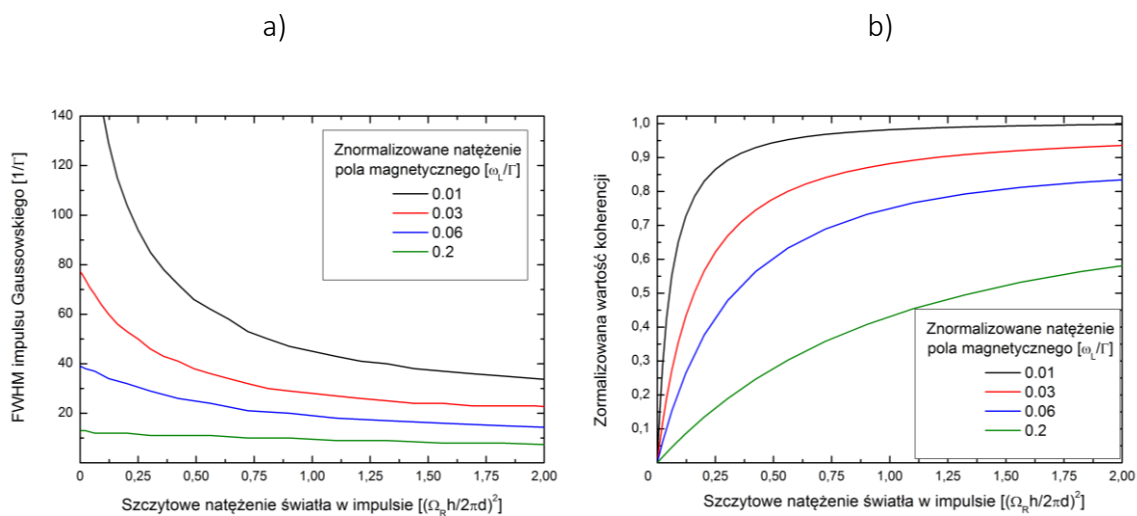 a)
b)
140
120
100
80
60
40
20
FWHM impulsu Gaussowskiego [1/Γ]
Znormalizowane natężenie
pola magnetycznego [ω_L/Γ]
0.01
0.03
0.06
0.2
0 0,25 0,50 0,75 1,00 1,25 1,50 1,75 2,00
Szczytowe natężenie światła w impulsie [(Ω_R h/2πd)²]
1,0
0,9
0,8
0,7
0,6
0,5
0,4
0,3
0,2
0,1
Zormalizowana wartość koherencji
Znormalizowane natężenie
pola magnetycznego [ω_L/Γ]
0.01
0.03
0.06
0.2
0 0,25 0,50 0,75 1,00 1,25 1,50 1,75 2,00
Szczytowe natężenie światła w impulsie [(Ω_R h/2πd)²]